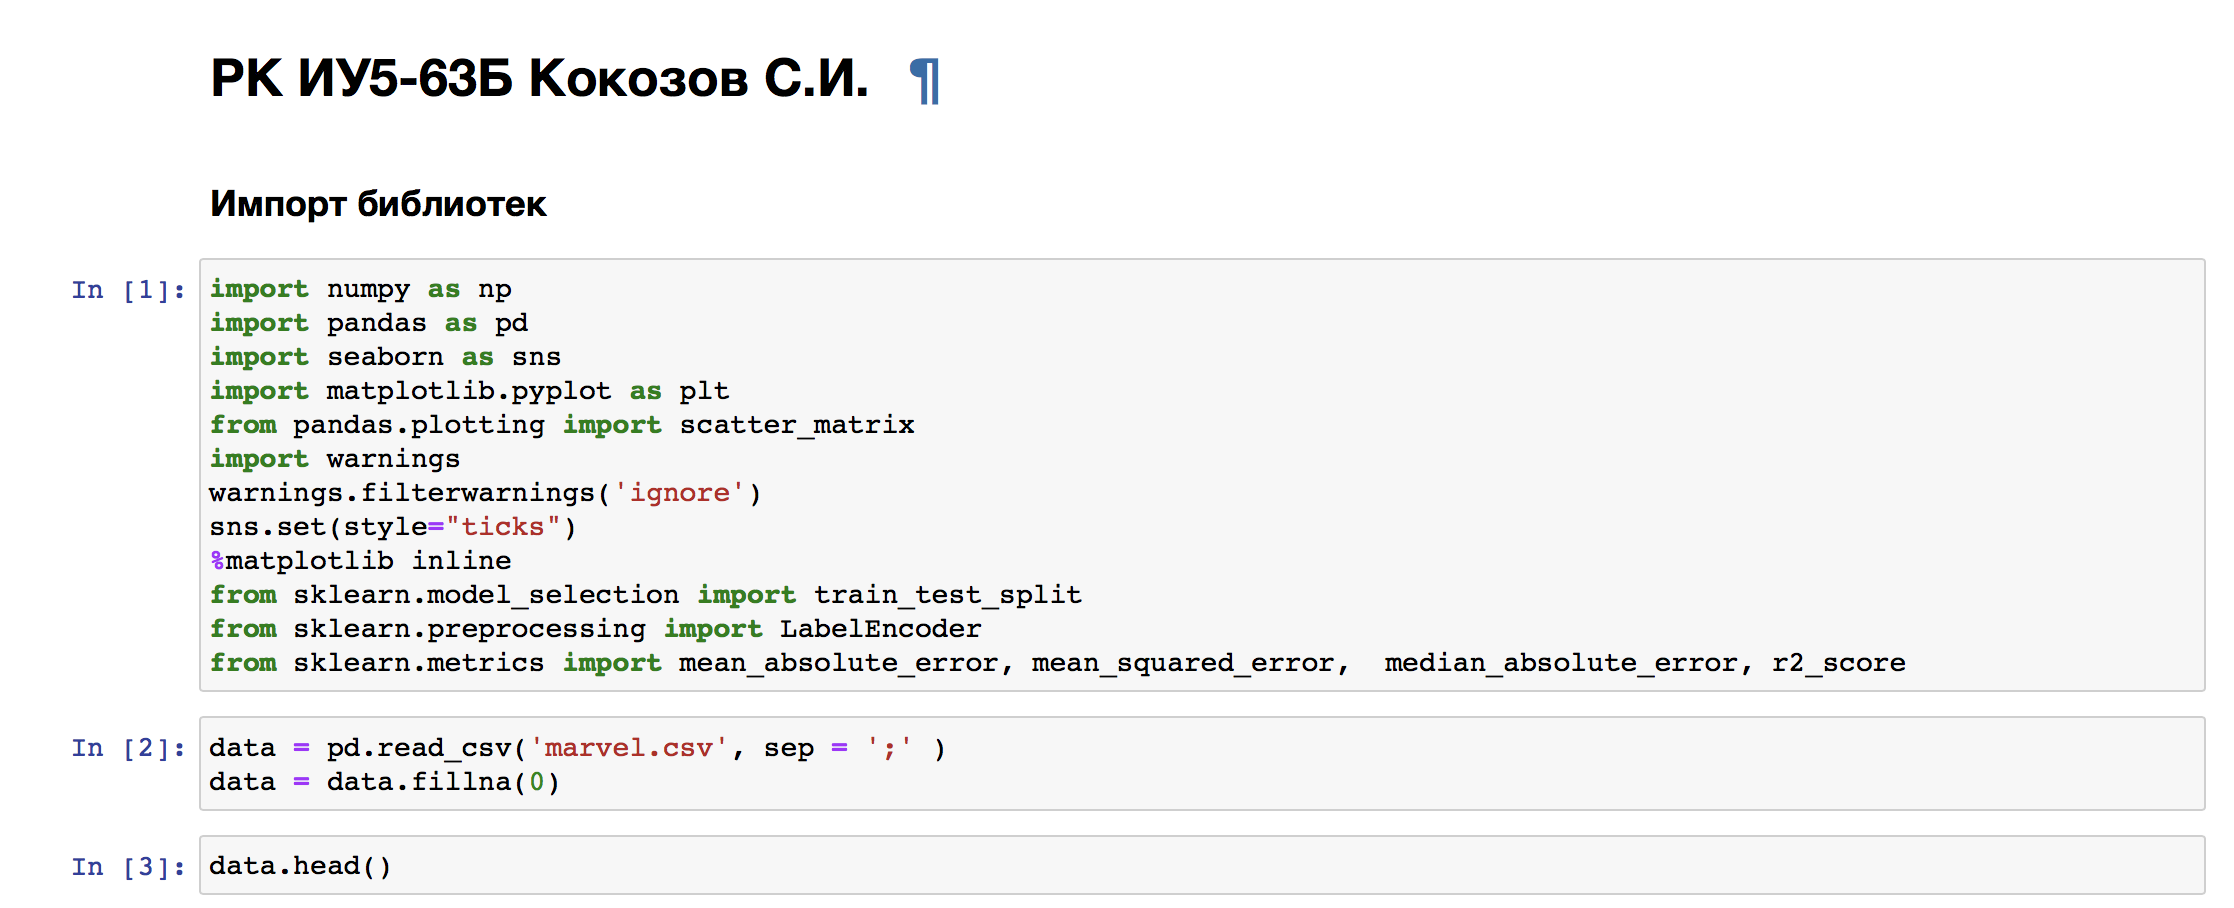 РК ИУ5-63Б Кокозов С.И. ¶
Импорт библиотек
In [1]:
import numpy as np
import pandas as pd
import seaborn as sns
import matplotlib.pyplot as plt
from pandas.plotting import scatter_matrix
import warnings
warnings.filterwarnings('ignore')
sns.set(style="ticks")
%matplotlib inline
from sklearn.model_selection import train_test_split
from sklearn.preprocessing import LabelEncoder
from sklearn.metrics import mean_absolute_error, mean_squared_error,  median_absolute_error, r2_score
In [2]:
data = pd.read_csv('marvel.csv', sep = ';' )
data = data.fillna(0)
In [3]:
data.head()